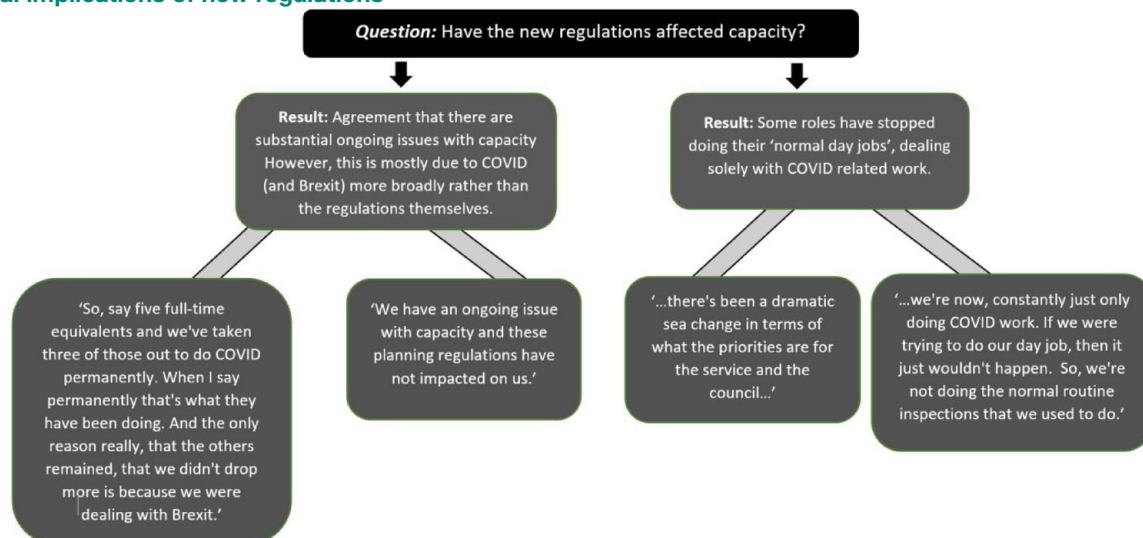 implications of new regulations
Question: Have the new regulations affected capacity?
Result: Agreement that there are
substantial ongoing issues with capacity
However, this is mostly due to COVID
(and Brexit) more broadly rather than
the regulations themselves.
Result: Some roles have stopped
doing their ‘normal day jobs’, dealing
solely with COVID related work.
‘So, say five full-time
equivalents and we've taken
three of those out to do COVID
permanently. When I say
permanently that's what they
have been doing. And the only
reason really, that the others
remained, that we didn't drop
more is because we were
dealing with Brexit.’
‘We have an ongoing issue
with capacity and these
planning regulations have
not impacted on us.’
‘…there's been a dramatic
sea change in terms of
what the priorities are for
the service and the
council…’
‘…we're now, constantly just only
doing COVID work. If we were
trying to do our day job, then it
just wouldn't happen.  So, we're
not doing the normal routine
inspections that we used to do.’